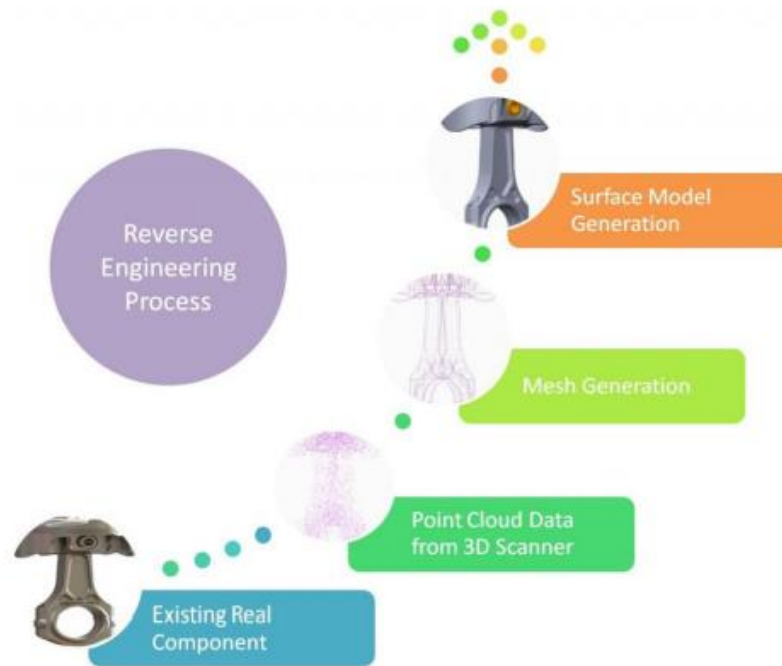 Reverse
Engineering
Process
Surface Model
Generation
Mesh Generation
Point Cloud Data
from 3D Scanner
Existing Real
Component